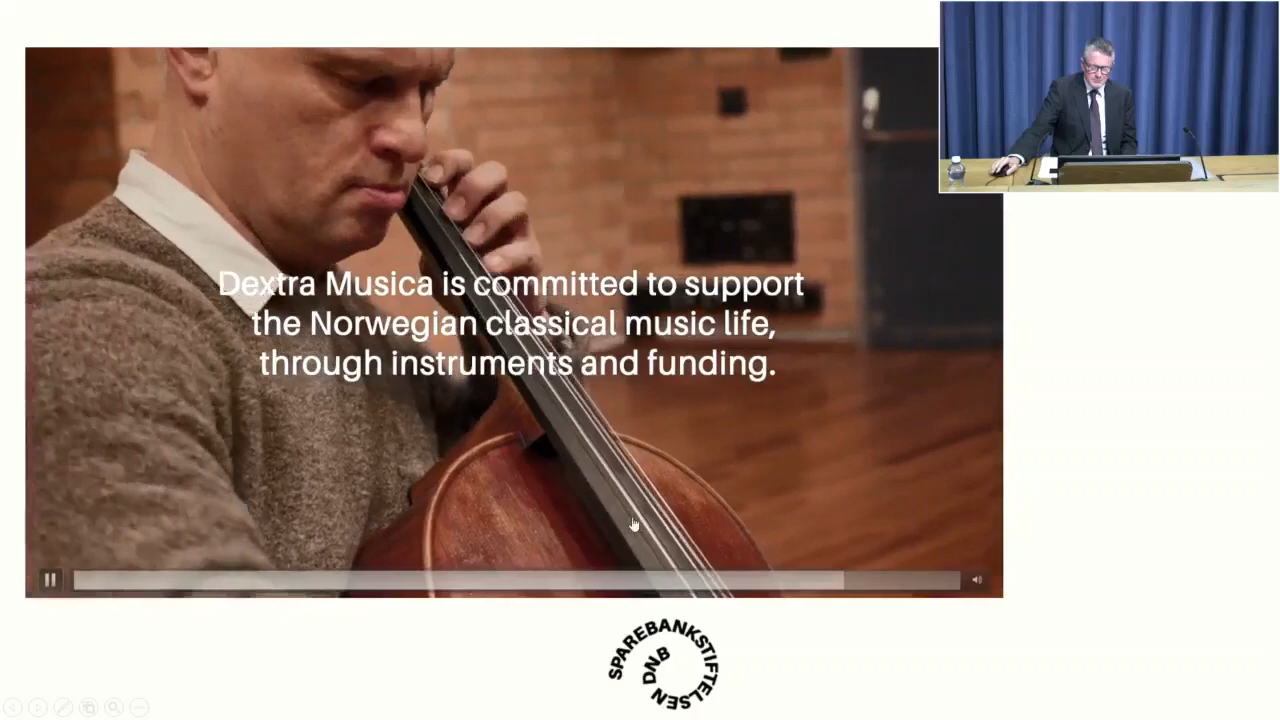 Dextra Musica is committed to support
the Norwegian classical music life,
through instruments and funding.
SPAREBANKSTIFTELSEN
DNB